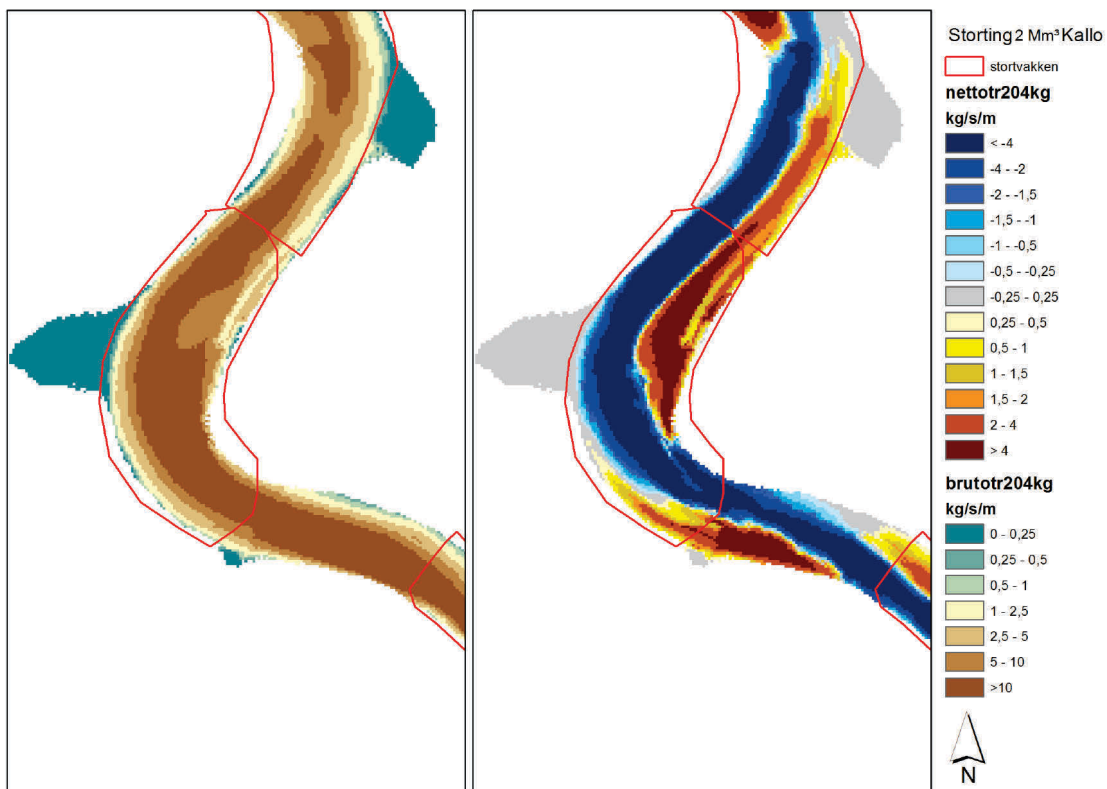 Storting 2 Mm³ Kallo
stortvakken
nettotr204kg
kg/s/m
< -4
-4 - -2
-2 - -1,5
-1,5 - -1
-1 - -0,5
-0,5 - -0,25
-0,25 - 0,25
0,25 - 0,5
0,5 - 1
1 - 1,5
1,5 - 2
2 - 4
> 4
brutotr204kg
kg/s/m
0 - 0,25
0,25 - 0,5
0,5 - 1
1 - 2,5
2,5 - 5
5 - 10
>10
N